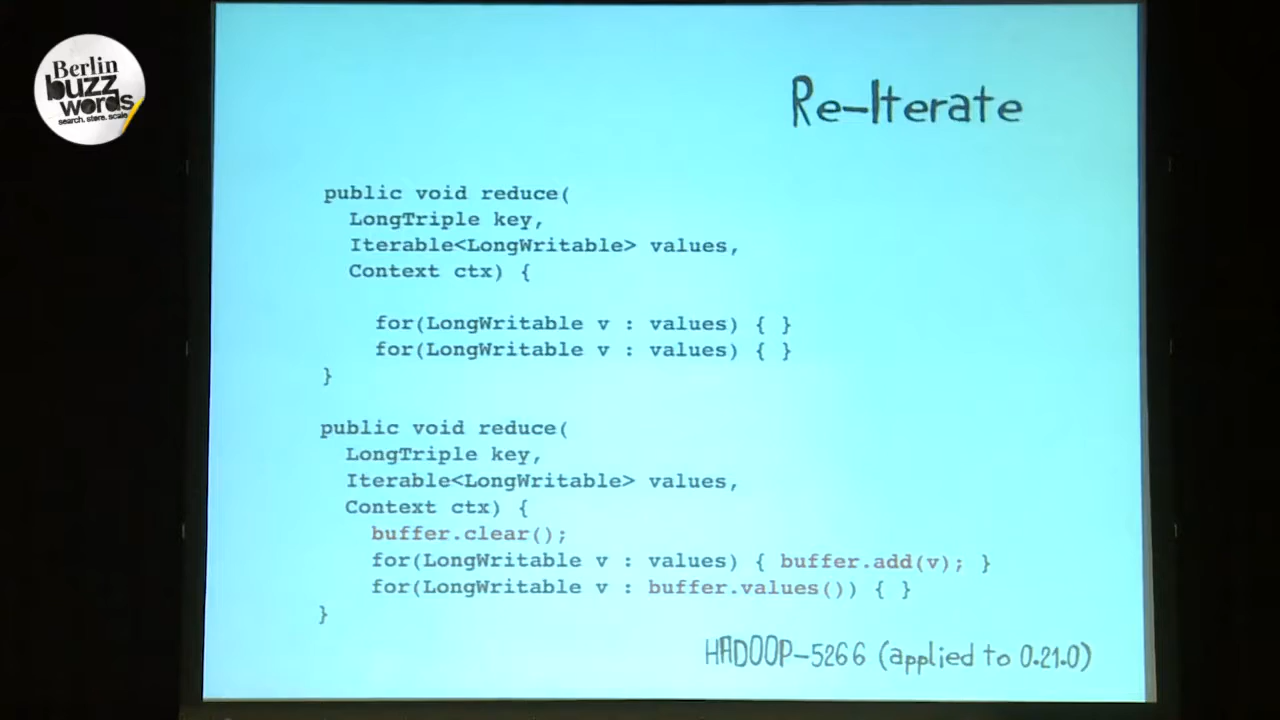 Berlin
buzz
words
search. store. scale
Re-Iterate
public void reduce(
LongTriple key,
Iterable<LongWritable> values,
Context ctx) {
for(LongWritable v : values) { }
for(LongWritable v : values) { }
}
public void reduce(
LongTriple key,
Iterable<LongWritable> values,
Context ctx) {
buffer.clear();
for(LongWritable v : values) { buffer.add(v); }
for(LongWritable v : buffer.values()) { }
}
HADOOP-5266 (applied to 0.21.0)